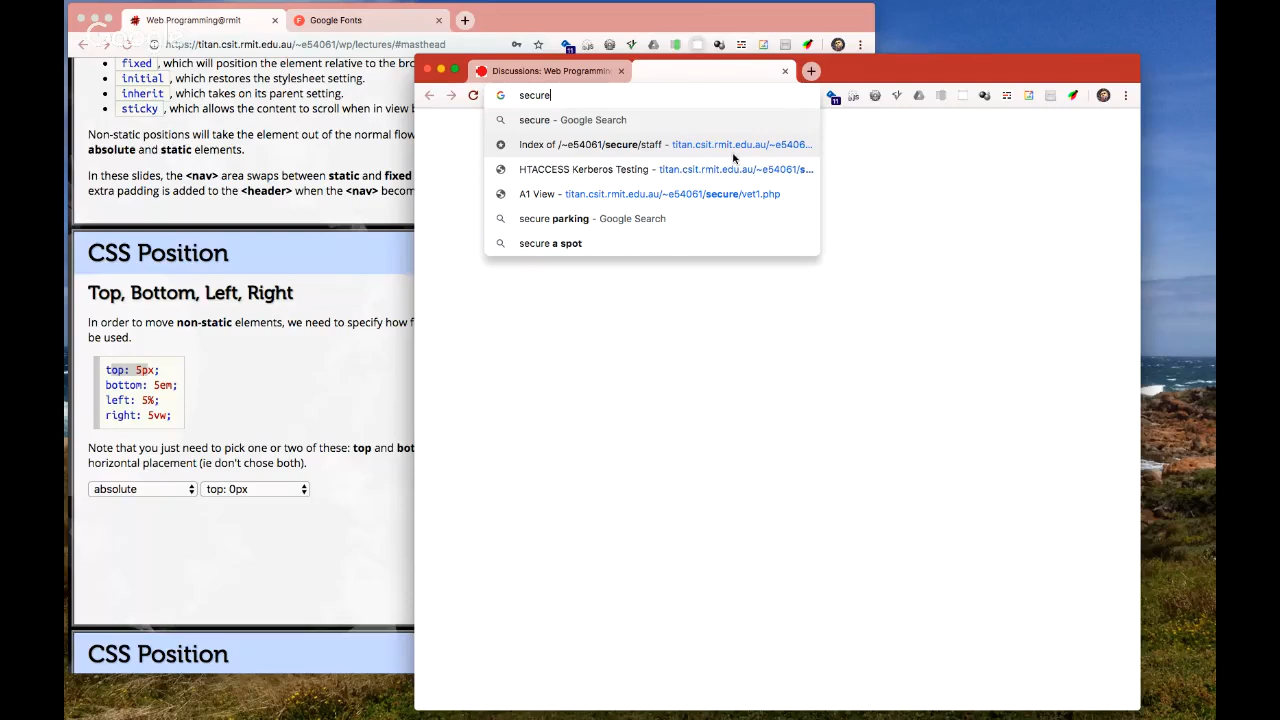 Google
Web Programming@rmit
Google Fonts
https://titan.csit.rmit.edu.au/~e54061/wp/lectures/#masthead
11
fixed , which will position the element relative to the bro
initial , which restores the stylesheet setting.
inherit , which takes on its parent setting.
sticky , which allows the content to scroll when in view b
Non-static positions will take the element out of the normal flow
absolute and static elements.
In these slides, the <nav> area swaps between static and fixed
extra padding is added to the <header> when the <nav> becom
CSS Position
Top, Bottom, Left, Right
In order to move non-static elements, we need to specify how f
be used.
top: 5px;
bottom: 5em;
left: 5%;
right: 5vw;
Note that you just need to pick one or two of these: top and bot
horizontal placement (ie don't chose both).
absolute
top: 0px
CSS Position
Discussions: Web Programmin
secure
11
secure – Google Search
Index of /~e54061/secure/staff - titan.csit.rmit.edu.au/~e5406...
HTACCESS Kerberos Testing - titan.csit.rmit.edu.au/~e54061/s...
A1 View - titan.csit.rmit.edu.au/~e54061/secure/vet1.php
secure parking – Google Search
secure a spot